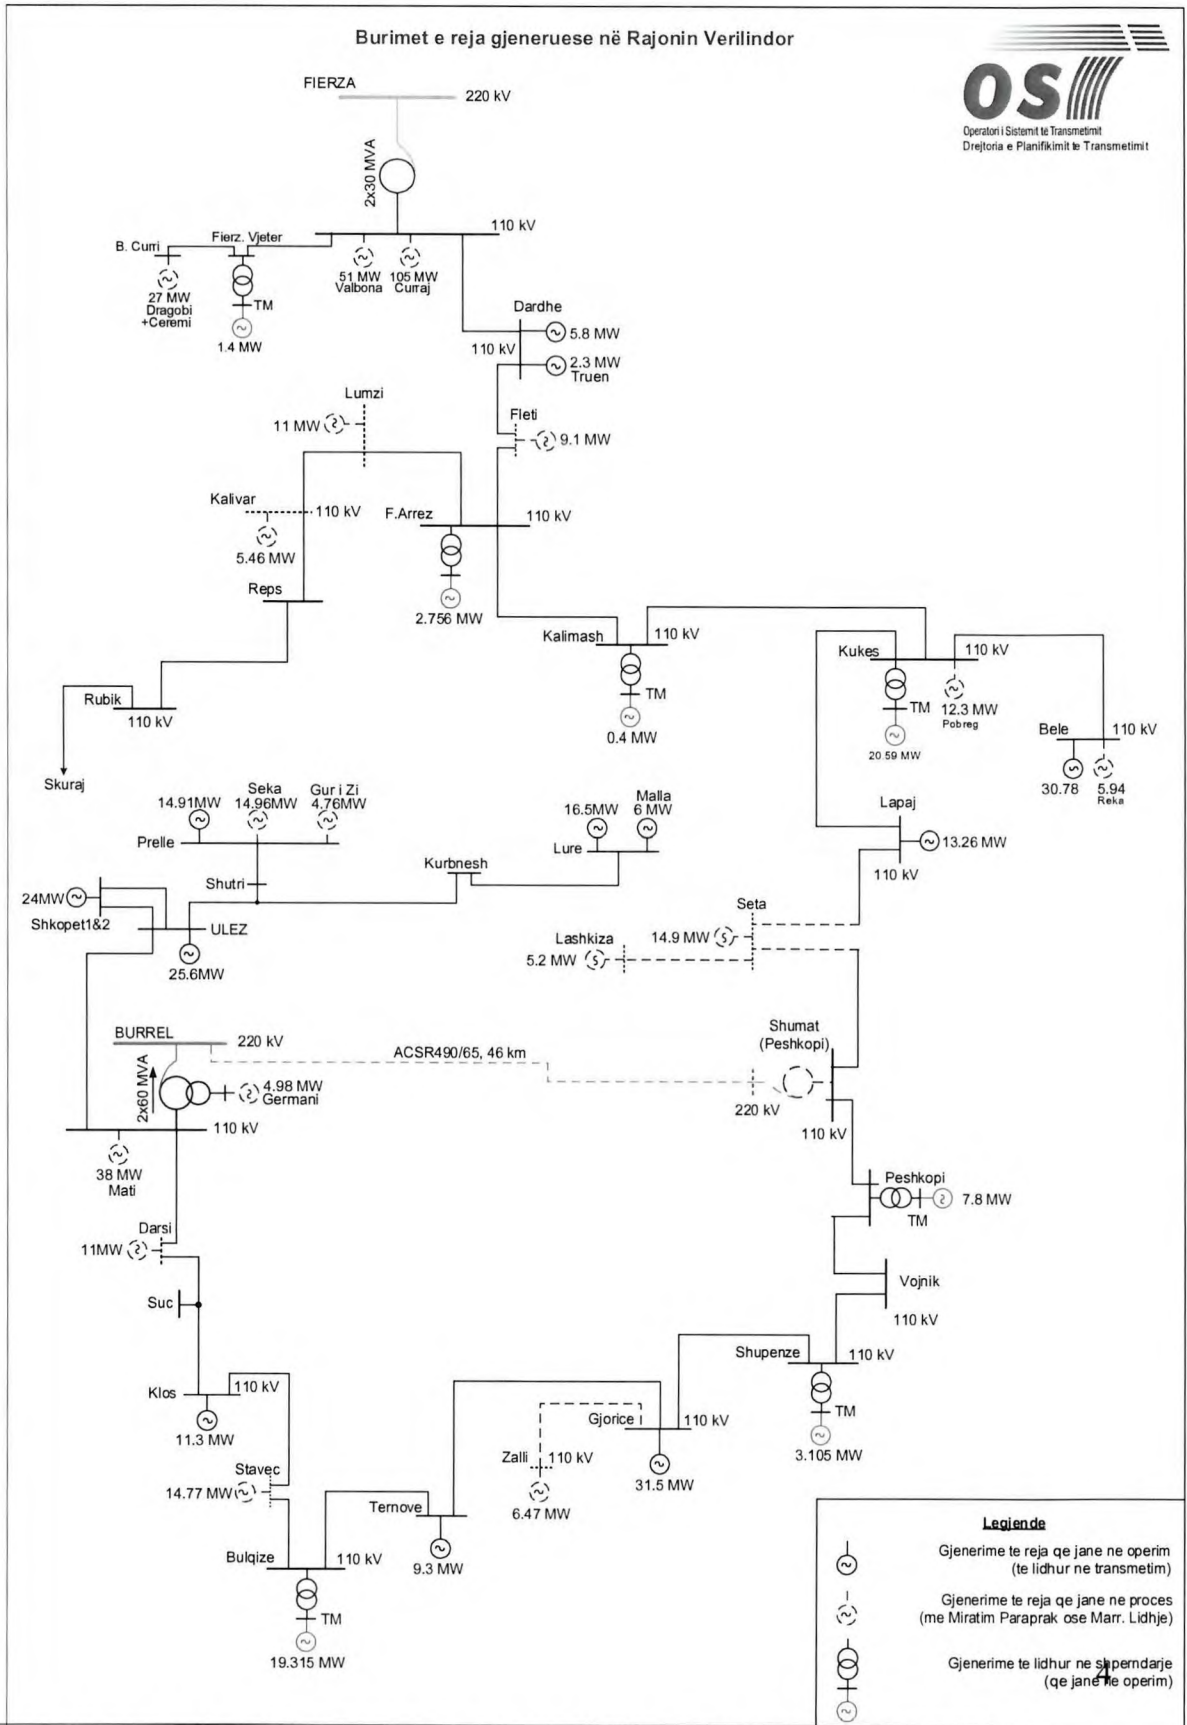 Burimet e reja gjeneruese në Rajonin Verilindor
OST
Operatori i Sistemit të Transmetimit
Drejtoria e Planifikimit te Transmetimit
FIERZA
220 kV
2x30 MVA
110 kV
B. Curri
Fierz. Vjeter
27 MW
Dragobi
+Ceremi
TM
1.4 MW
51 MW
Valbona
105 MW
Curraj
Dardhe
110 kV
5.8 MW
2.3 MW
Truen
Lumzi
11 MW
Fleti
9.1 MW
Kalivar
110 kV
5.46 MW
F.Arrez
110 kV
2.756 MW
Reps
Kalimash
110 kV
TM
0.4 MW
Kukes
110 kV
TM
20.59 MW
12.3 MW
Pobreg
Bele
110 kV
30.78
5.94
Reka
Rubik
110 kV
Skuraj
14.91MW
Seka
14.96MW
Gur i Zi
4.76MW
Prelle
Shutri
16.5MW
Malla
6 MW
Lure
Kurbnesh
Lapaj
13.26 MW
110 kV
24MW
Shkopet1&2
ULEZ
25.6MW
Seta
14.9 MW
Lashkiza
5.2 MW
BURREL
220 kV
ACSR490/65, 46 km
Shumat
(Peshkopi)
220 kV
110 kV
2x60 MVA
4.98 MW
Germani
110 kV
38 MW
Mati
Peshkopi
7.8 MW
TM
Darsi
11MW
Suc
Vojnik
110 kV
Klos
110 kV
11.3 MW
Shupenze
110 kV
TM
3.105 MW
Gjorice
110 kV
31.5 MW
Zalli
110 kV
6.47 MW
Stavec
14.77 MW
Ternove
9.3 MW
Bulqize
110 kV
TM
19.315 MW
Legjende
Gjenerime te reja qe jane ne operim
(te lidhur ne transmetim)
Gjenerime te reja qe jane ne proces
(me Miratim Paraprak ose Marr. Lidhje)
Gjenerime te lidhur ne shperndarje
(qe jane ne operim)
4